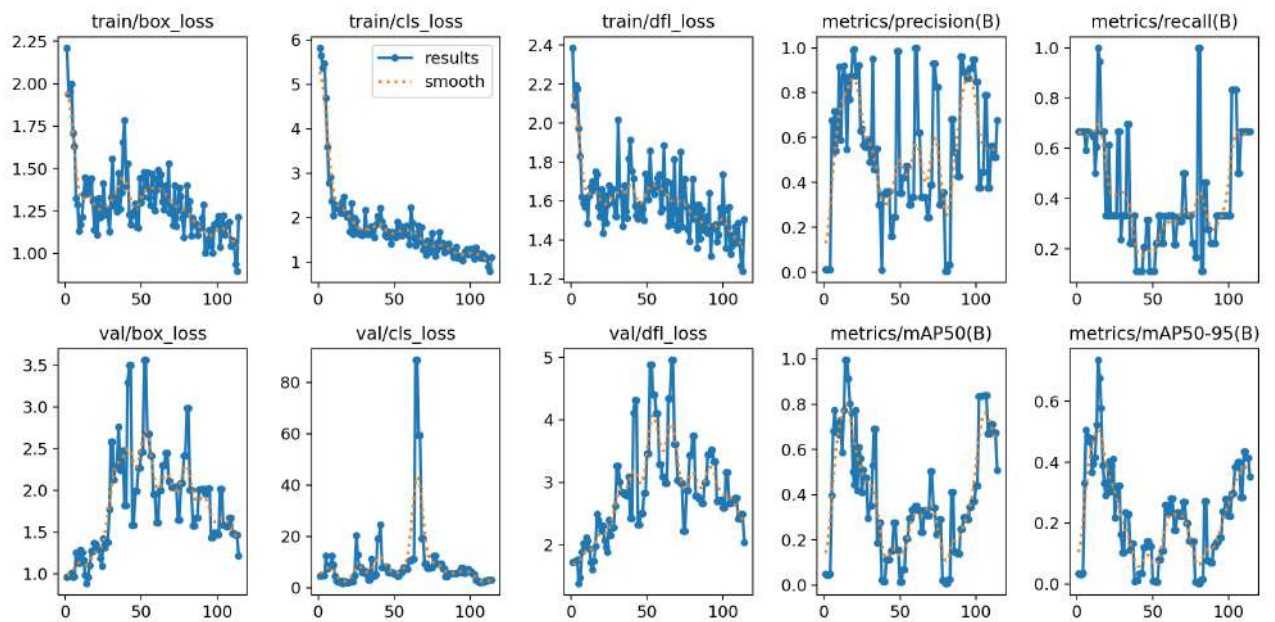 train/box_loss train/cls_loss train/dfl_loss metrics/precision(B) metrics/recall(B)
2.25 2.00 1.75 1.50 1.25 1.00
0 50 100
6 5 4 3 2 1
results
smooth
0 50 100
2.4 2.2 2.0 1.8 1.6 1.4 1.2
0 50 100
1.0 0.8 0.6 0.4 0.2 0.0
0 50 100
1.0 0.8 0.6 0.4 0.2
0 50 100
val/box_loss val/cls_loss val/dfl_loss metrics/mAP50(B) metrics/mAP50-95(B)
3.5 3.0 2.5 2.0 1.5 1.0
0 50 100
80 60 40 20 0
0 50 100
5 4 3 2
0 50 100
1.0 0.8 0.6 0.4 0.2 0.0
0 50 100
0.6 0.4 0.2 0.0
0 50 100